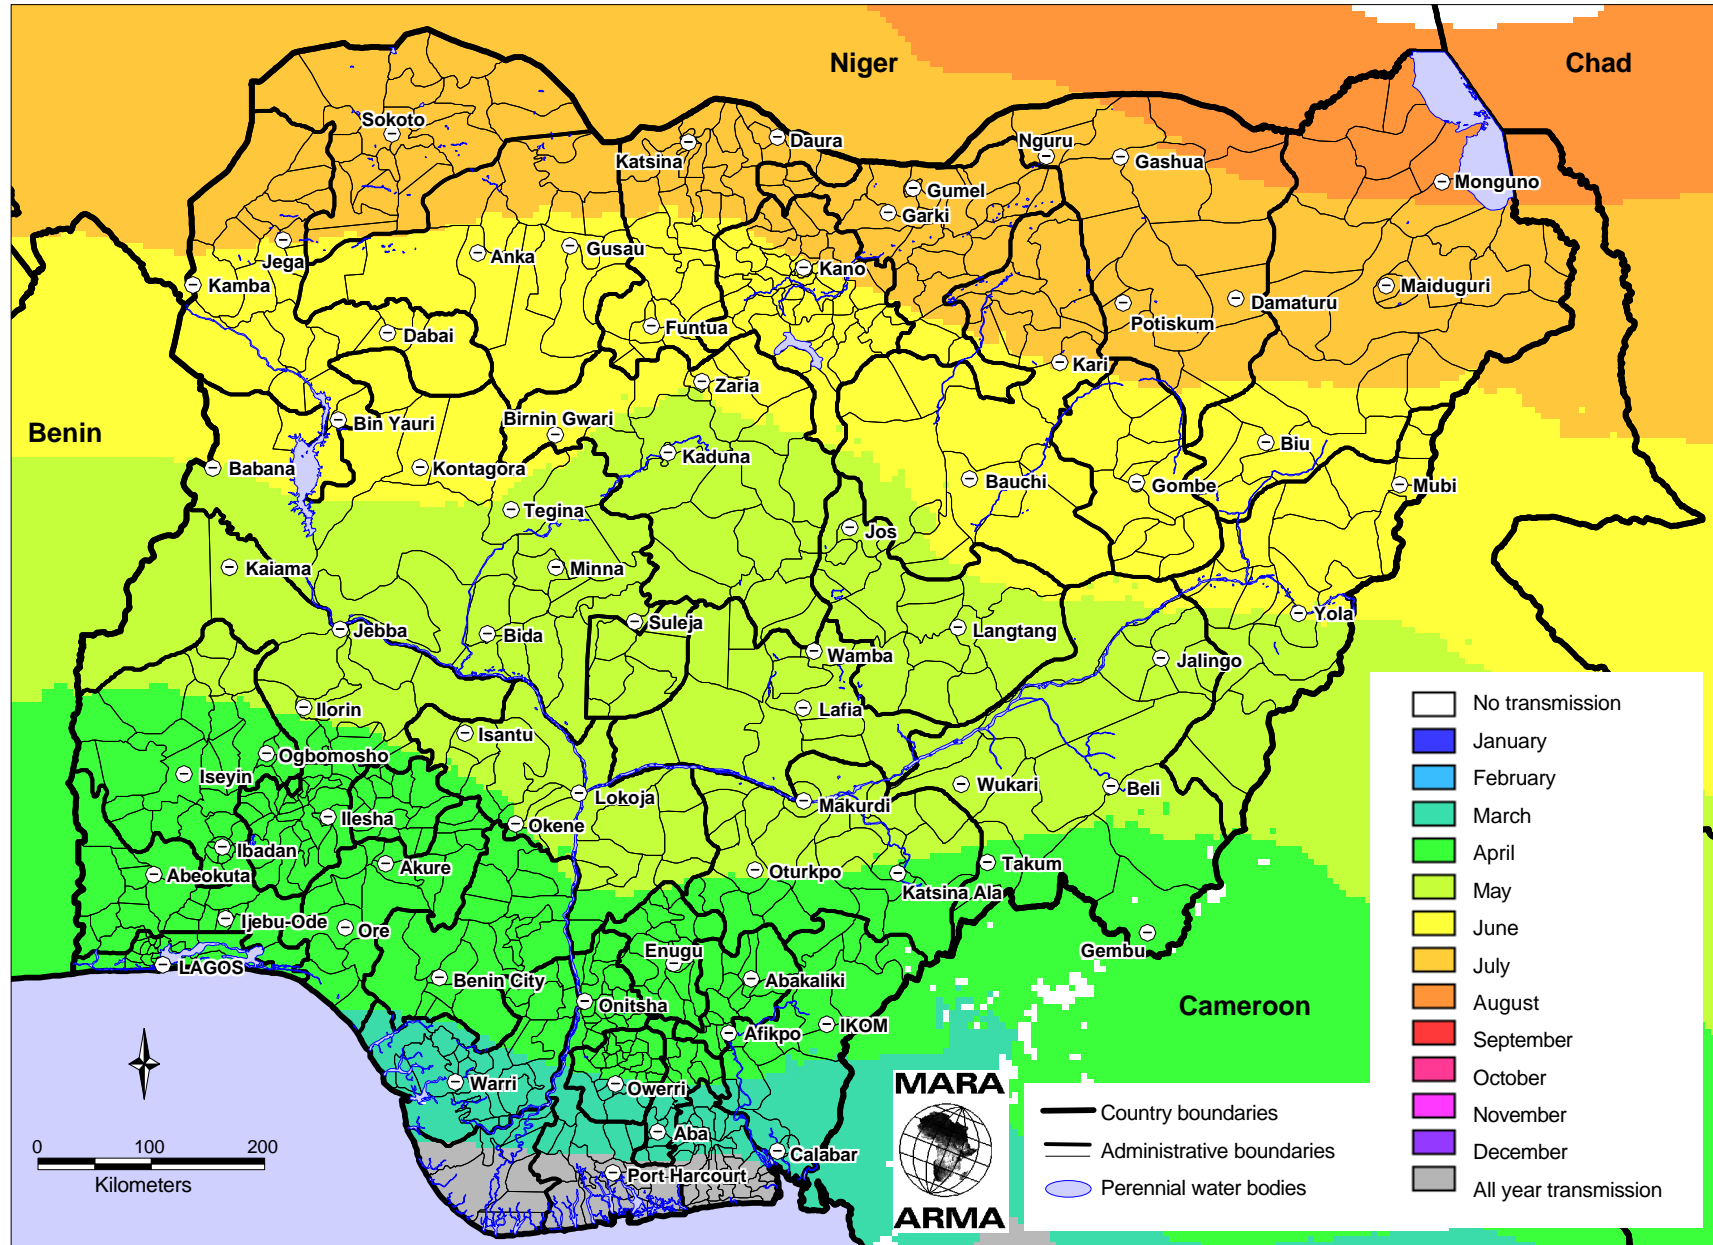 Niger
Chad
Sokoto
Katsina
Daura
Nguru
Gashua
Gumel
Garki
Monguno
Jega
Anka
Gusau
Kano
Kamba
Maiduguri
Damaturu
Potiskum
Dabai
Funtua
Kari
Zaria
Benin
Bin Yauri
Birnin Gwari
Biu
Babana
Kontagora
Kaduna
Bauchi
Gombe
Mubi
Tegina
Jos
Kaiama
Minna
Jebba
Bida
Suleja
Langtang
Yola
Wamba
Jalingo
Ilorin
Isantu
Lafia
Ogbomosho
Iseyin
Lokoja
Makurdi
Wukari
Beli
Ilesha
Okene
Ibadan
Abeokuta
Akure
Oturkpo
Katsina Ala
Takum
Ijebu-Ode
Ore
Gembu
LAGOS
Enugu
Benin City
Abakaliki
Onitsha
Cameroon
Afikpo
IKOM
Warri
Owerri
Aba
Calabar
Port-Harcourt
0 100 200
Kilometers
MARA
ARMA
Country boundaries
Administrative boundaries
Perennial water bodies
No transmission
January
February
March
April
May
June
July
August
September
October
November
December
All year transmission